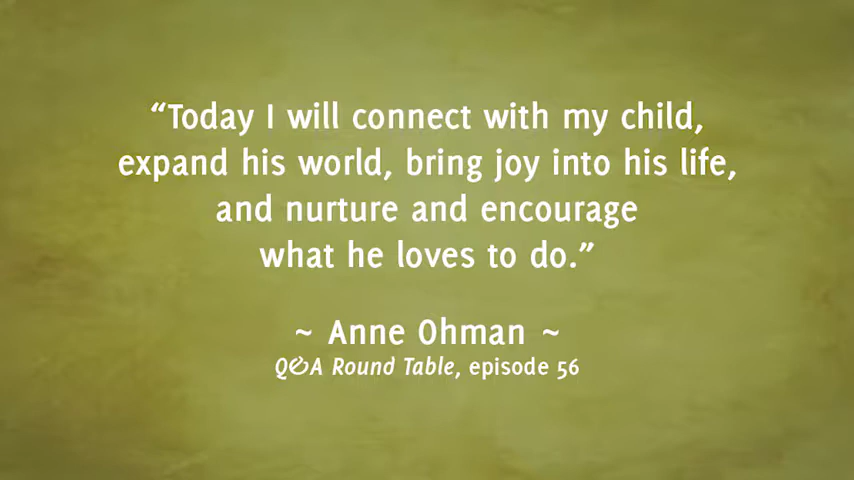 “Today I will connect with my child,
expand his world, bring joy into his life,
and nurture and encourage
what he loves to do.”
~ Anne Ohman ~
Q&A Round Table, episode 56